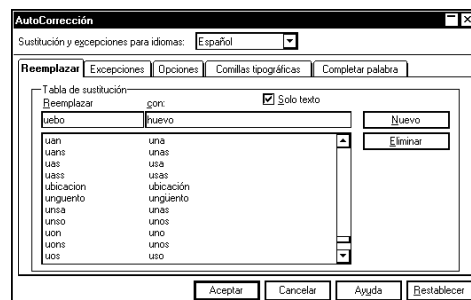 AutoCorrección
Sustitución y excepciones para idiomas: Español
Reemplazar Excepciones Opciones Comillas tipográficas Completar palabra
Tabla de sustitución
Reemplazar con: Solo texto
uebo huevo Nuevo
uan una Eliminar
uans unas
uas usa
uass usas
ubicacion ubicación
unguento ungüento
unsa unas
unso unos
uon uno
uons unos
uos uso
Aceptar Cancelar Ayuda Restablecer